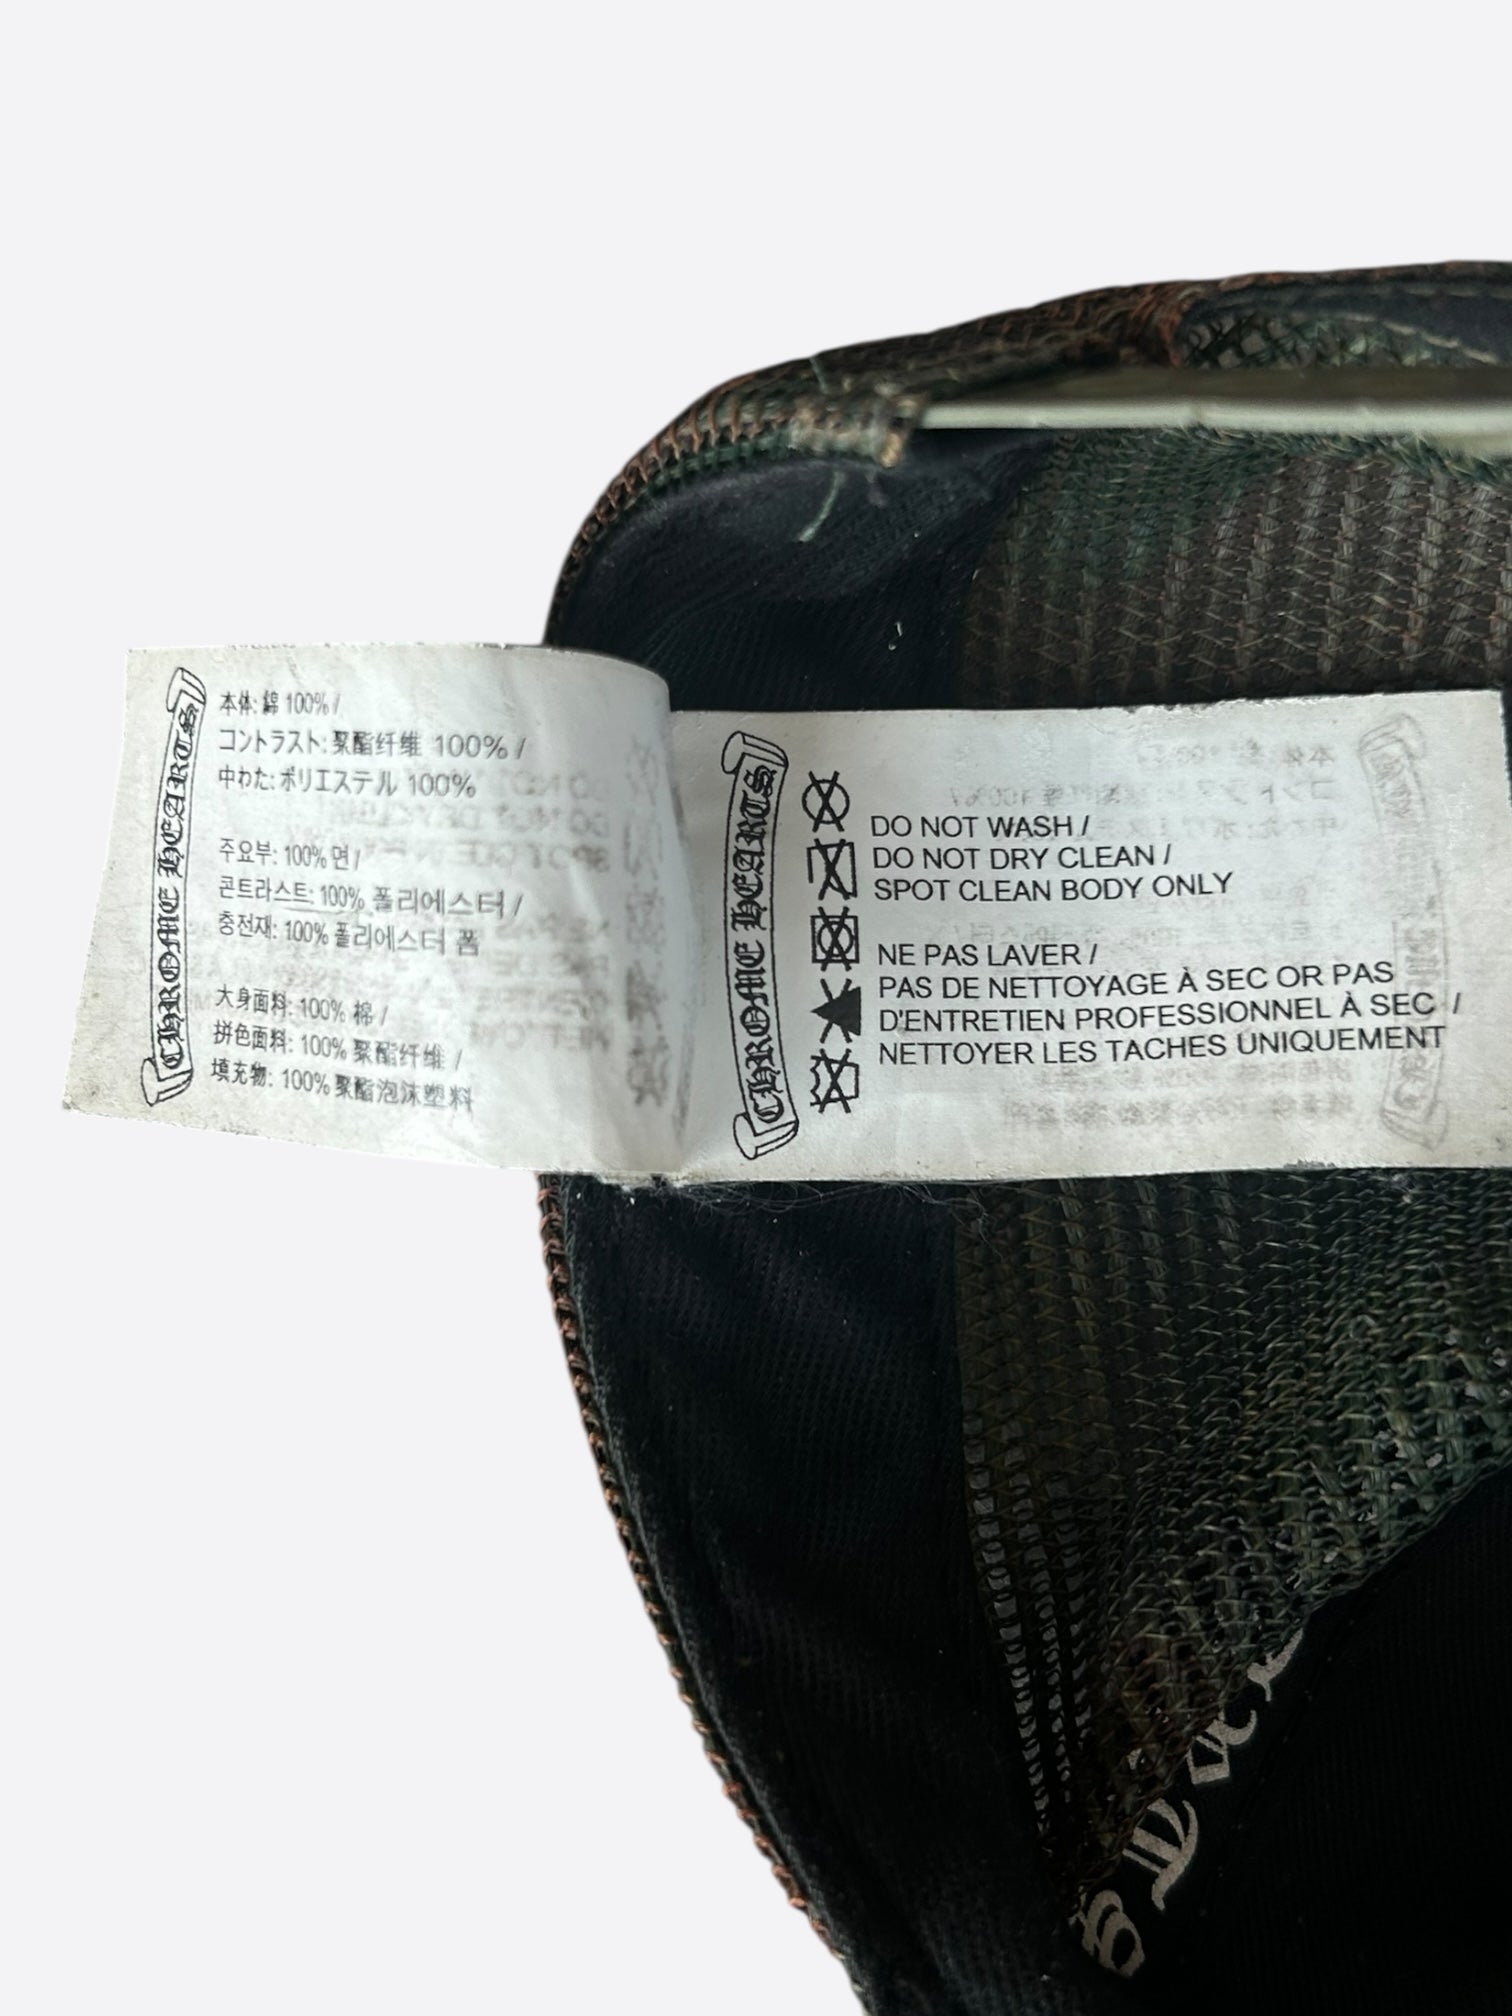 CHROME HEARTS
本体: 綿 100% /
コントラスト: 聚酯纤维 100% /
中わた: ポリエステル 100%
주요부: 100% 면 /
콘트라스트: 100% 폴리에스터 /
충전재: 100% 폴리에스터 폼
大身面料: 100% 棉 /
拼色面料: 100% 聚酯纤维 /
填充物: 100% 聚酯泡沫塑料
CHROME HEARTS
DO NOT WASH /
DO NOT DRY CLEAN /
SPOT CLEAN BODY ONLY
NE PAS LAVER /
PAS DE NETTOYAGE À SEC OR PAS
D'ENTRETIEN PROFESSIONNEL À SEC /
NETTOYER LES TACHES UNIQUEMENT